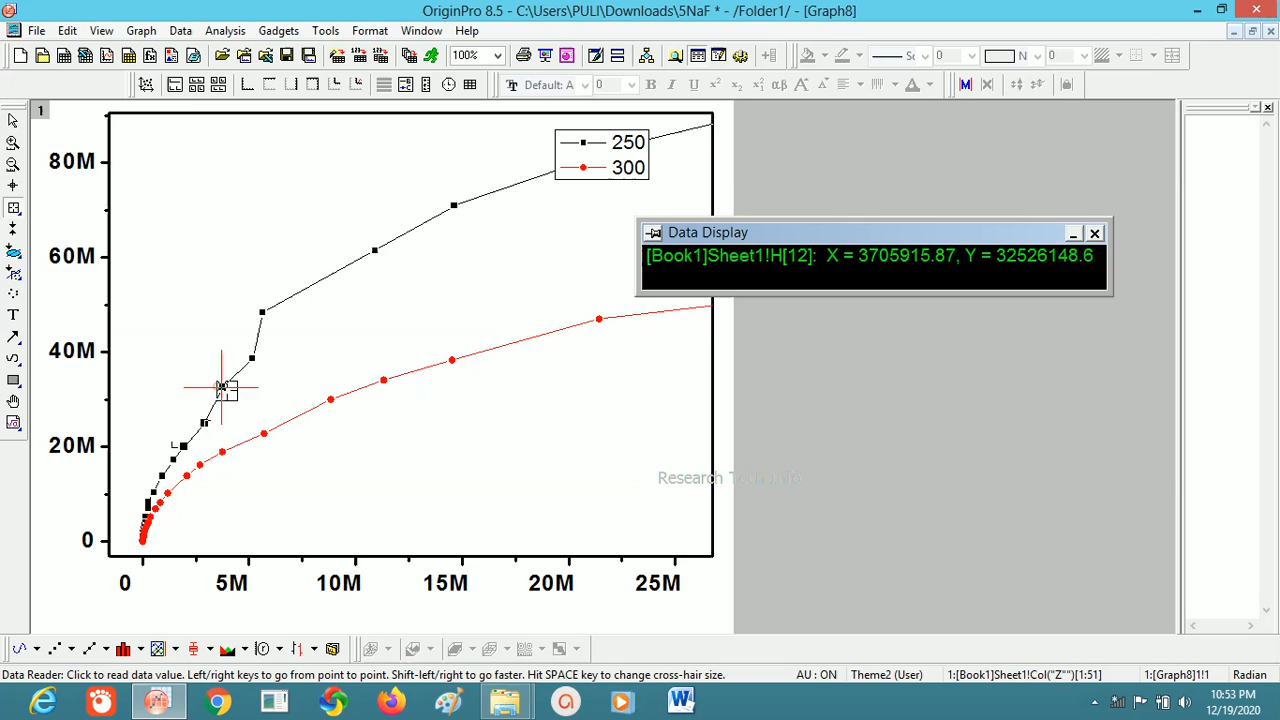 OriginPro 8.5 - C:\Users\PULI\Downloads\5NaF * - /Folder1/ - [Graph8]
File Edit View Graph Data Analysis Gadgets Tools Format Window Help
100%
Default: A
0
1
250
300
80M
60M
40M
20M
0
0 5M 10M 15M 20M 25M
Data Display
[Book1]Sheet1!H[12]: X = 3705915.87, Y = 32526148.6
Research
Data Reader: Click to read data value. Left/right keys to go from point to point. Shift-left/right to go faster. Hit SPACE key to change cross-hair size. AU : ON Theme2 (User) 1:[Book1]Sheet1!Col("Z"")[1:51] 1:[Graph8]1!1 Radian
10:53 PM
12/19/2020